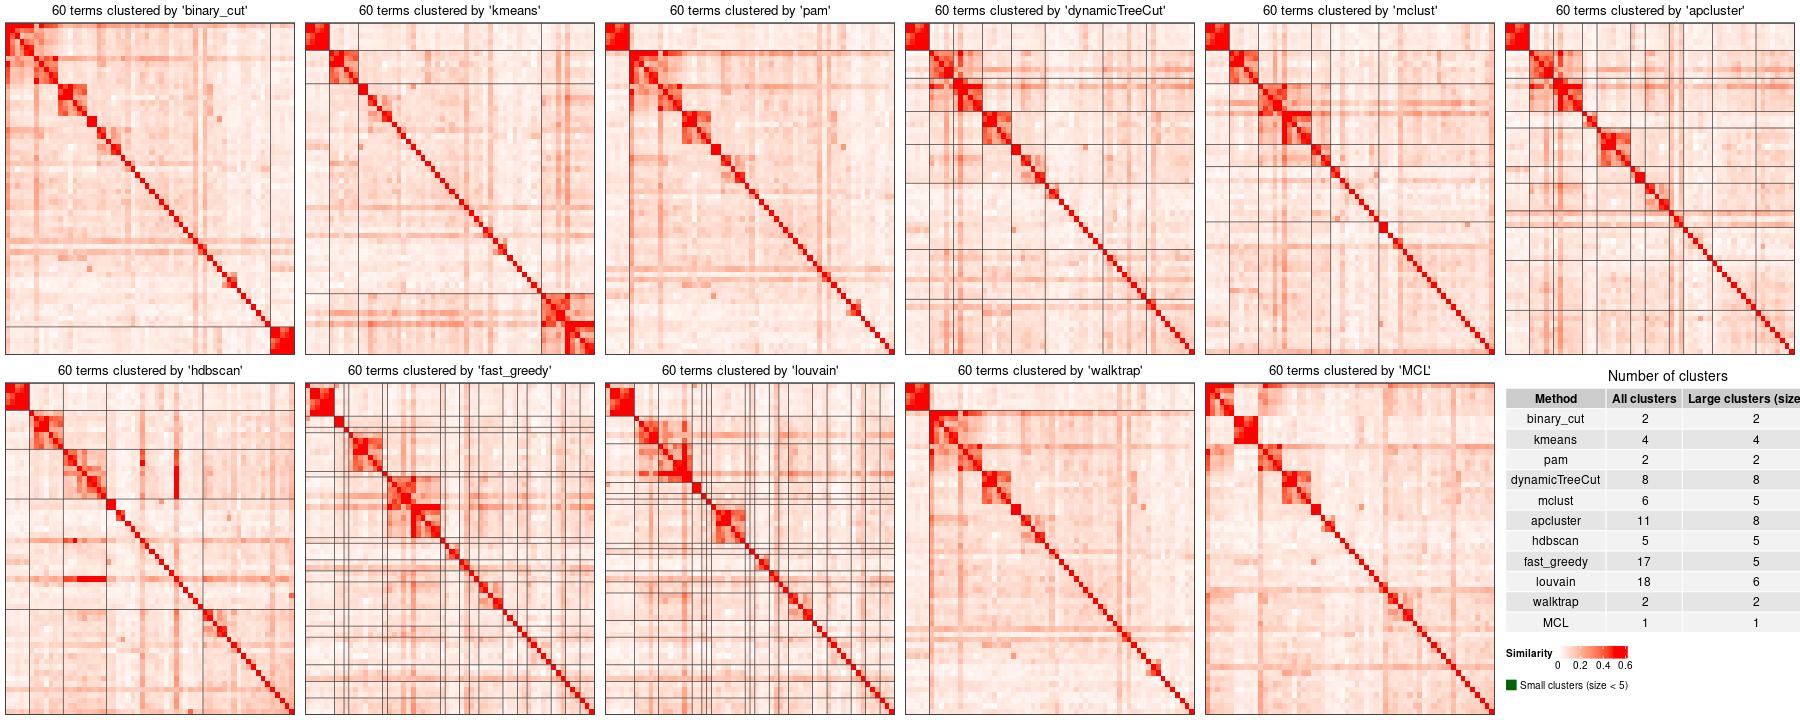 60 terms clustered by 'binary_cut'
60 terms clustered by 'kmeans'
60 terms clustered by 'pam'
60 terms clustered by 'dynamicTreeCut'
60 terms clustered by 'mclust'
60 terms clustered by 'apcluster'
60 terms clustered by 'hdbscan'
60 terms clustered by 'fast_greedy'
60 terms clustered by 'louvain'
60 terms clustered by 'walktrap'
60 terms clustered by 'MCL'
Number of clusters
Method All clusters Large clusters (size
binary_cut 2 2
kmeans 4 4
pam 2 2
dynamicTreeCut 8 8
mclust 6 5
apcluster 11 8
hdbscan 5 5
fast_greedy 17 5
louvain 18 6
walktrap 2 2
MCL 1 1
Similarity
0 0.2 0.4 0.6
Small clusters (size < 5)